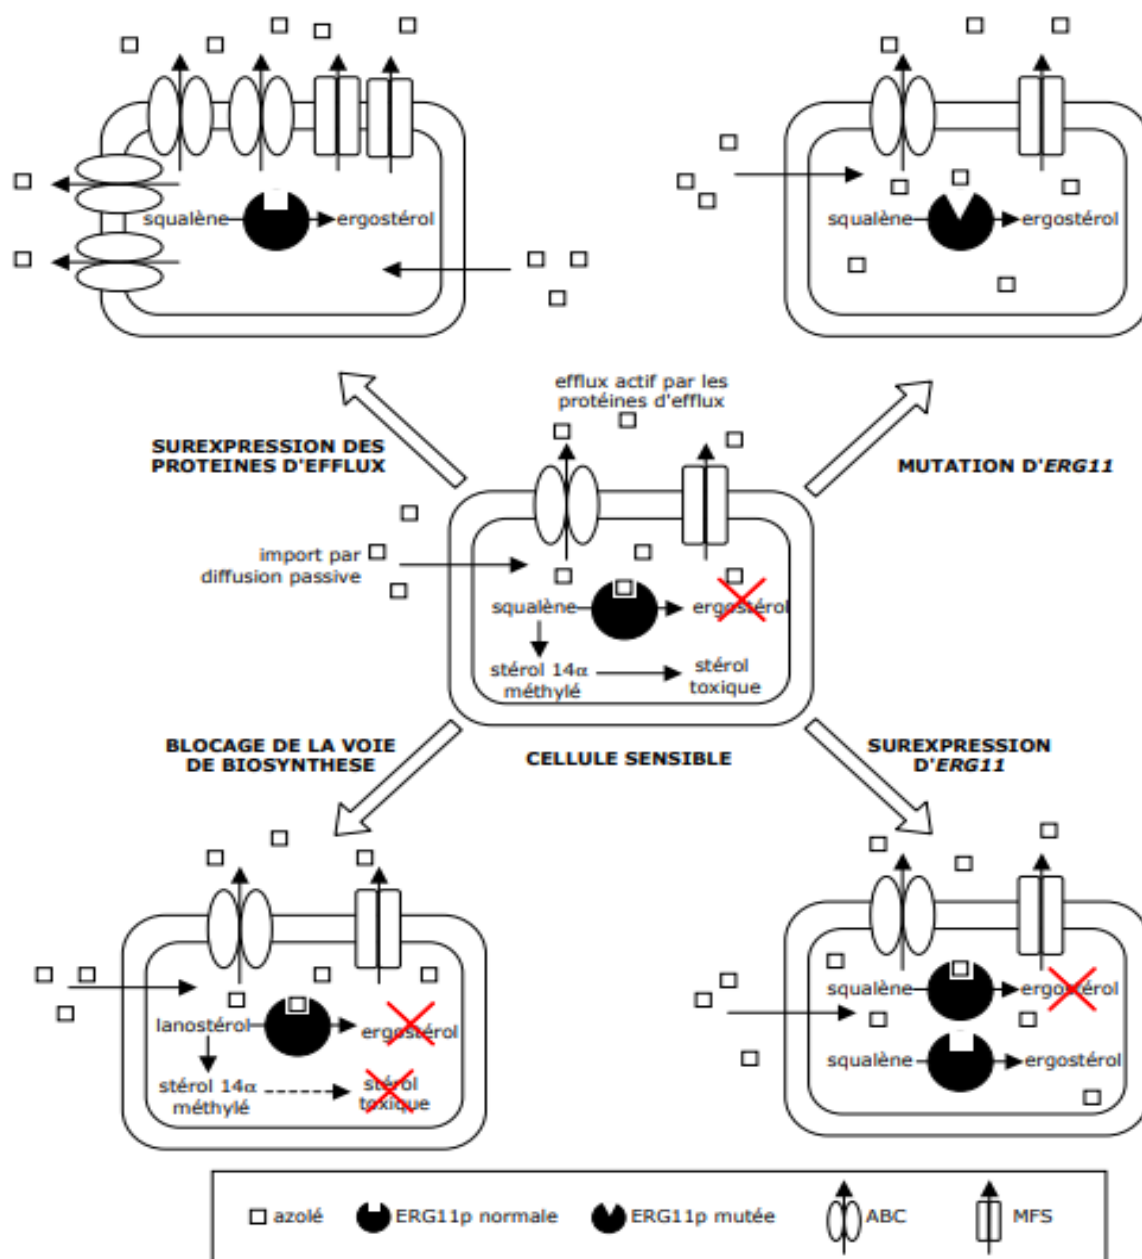 squalène
ergostérol
squalène
ergostérol
efflux actif par les
protéines d'efflux
SUREXPRESSION DES
PROTEINES D'EFFLUX
MUTATION D'ERG11
import par
diffusion passive
squalène
ergostérol
stérol 14α
méthylé
stérol
toxique
BLOCAGE DE LA VOIE
DE BIOSYNTHESE
CELLULE SENSIBLE
SUREXPRESSION
D'ERG11
lanostérol
ergostérol
stérol 14α
méthylé
stérol
toxique
squalène
ergostérol
squalène
ergostérol
azolé
ERG11p normale
ERG11p mutée
ABC
MFS